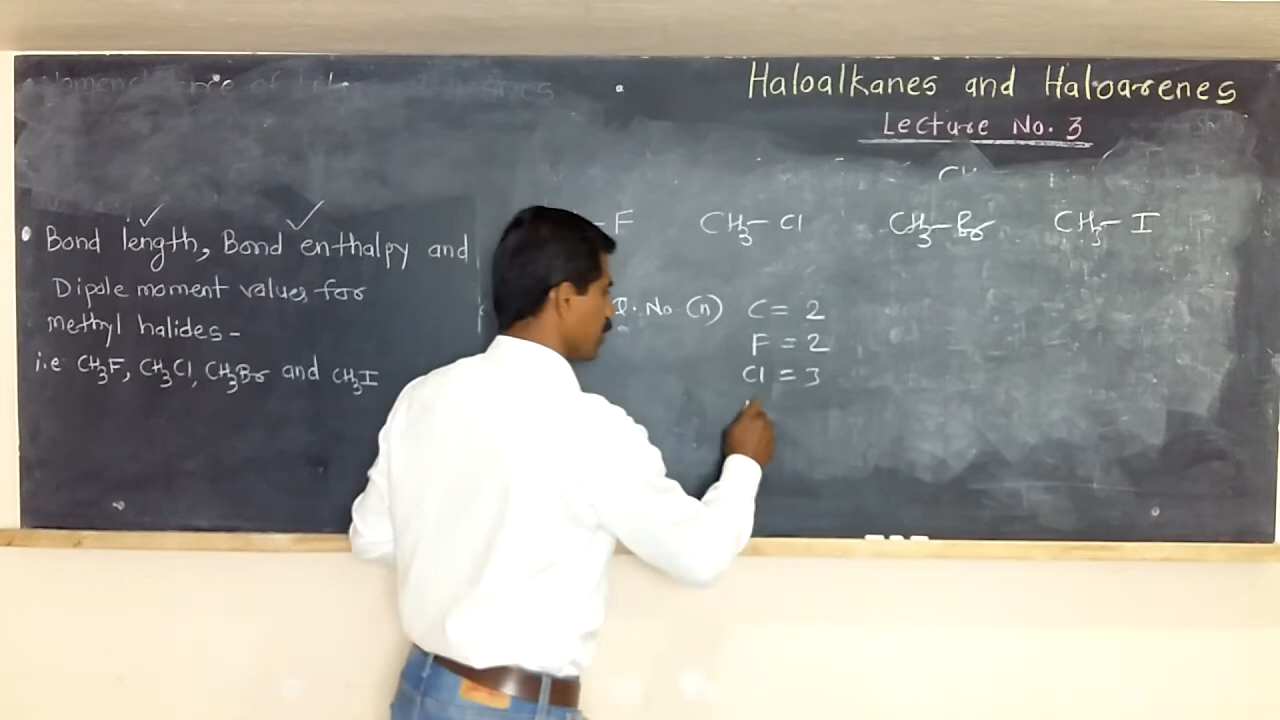 Haloalkanes and Haloarenes
Lecture No. 3
Bond length, Bond enthalpy and
Dipole moment values for
methyl halides -
i.e CH₃F, CH₃Cl, CH₃Br and CH₃I
-F CH₃-Cl CH₃-Br CH₃-I
No. (n) C = 2
F = 2
Cl = 3